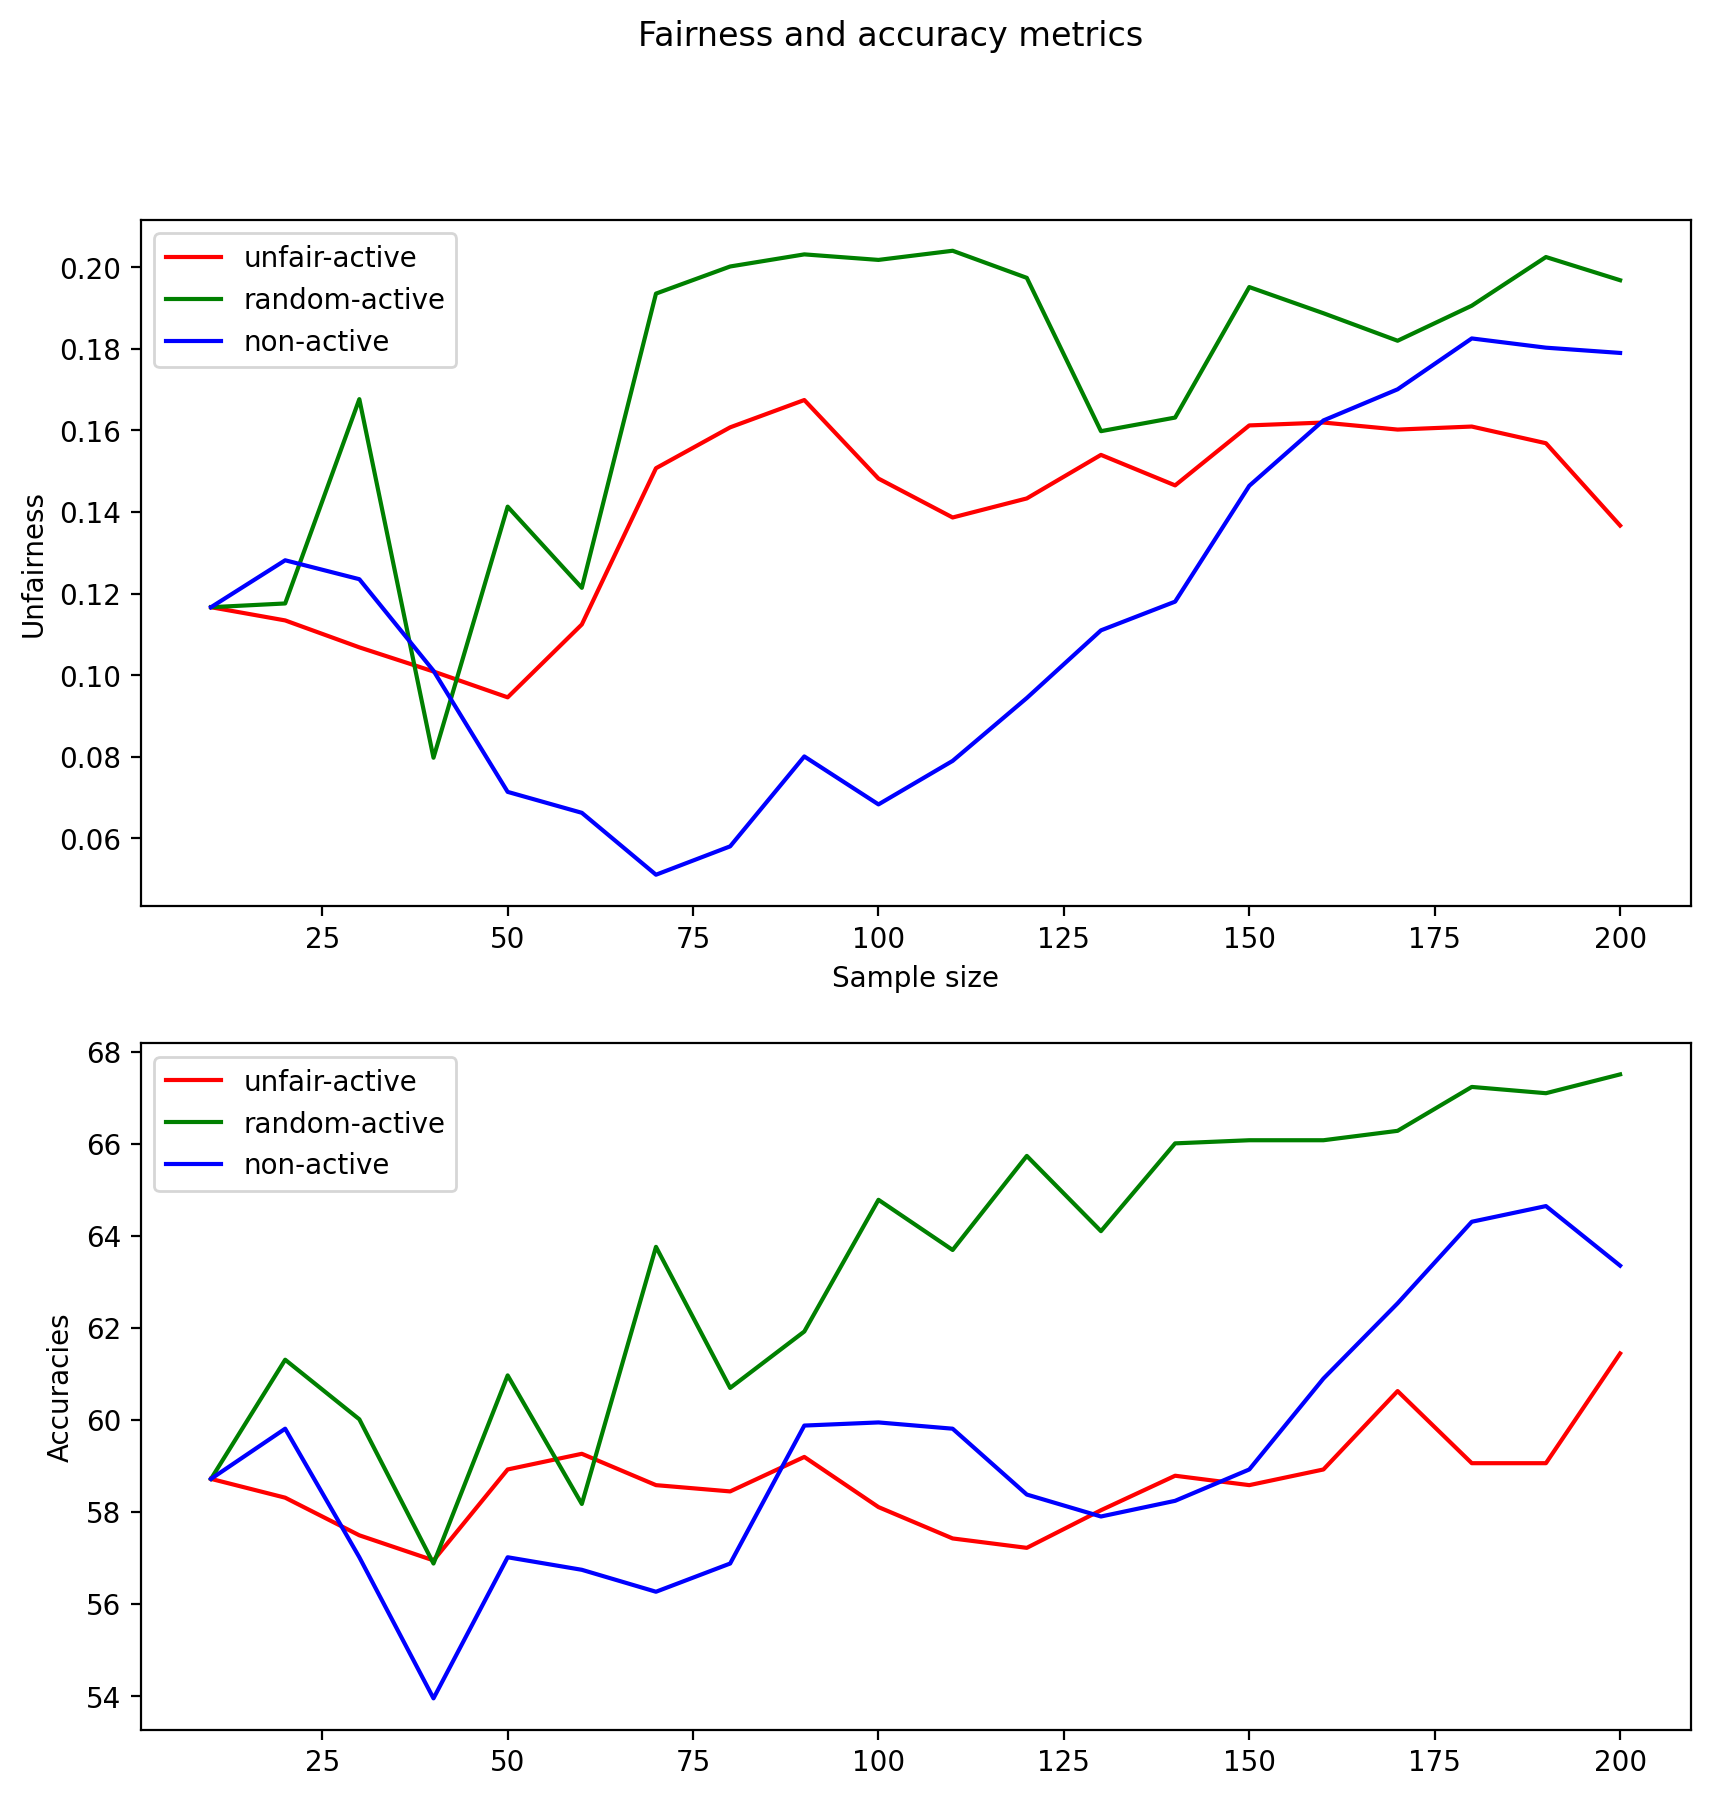 Fairness and accuracy metrics
unfair-active
random-active
non-active
Unfairness
0.20
0.18
0.16
0.14
0.12
0.10
0.08
0.06
25 50 75 100 125 150 175 200
Sample size
unfair-active
random-active
non-active
Accuracies
68
66
64
62
60
58
56
54
25 50 75 100 125 150 175 200